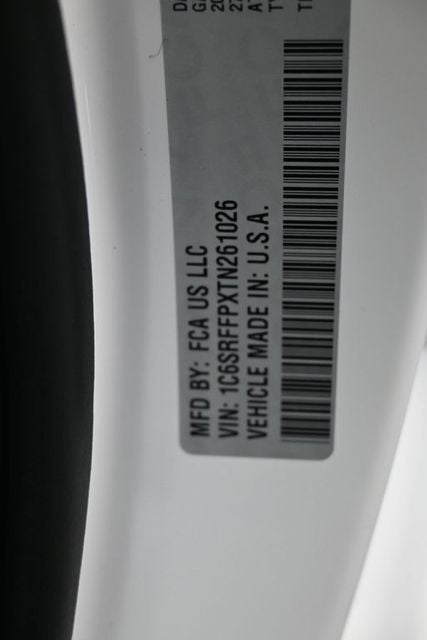 MFD BY: FCA US LLC
VIN: 1C6SRFFPXTN261026
VEHICLE MADE IN: U.S.A.